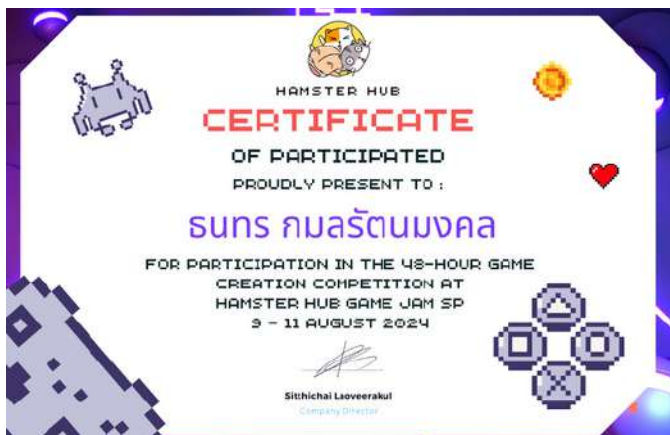 HAMSTER HUB
CERTIFICATE
OF PARTICIPATED
PROUDLY PRESENT TO :
ธนทร กมลรัตนมงคล
FOR PARTICIPATION IN THE 48-HOUR GAME
CREATION COMPETITION AT
HAMSTER HUB GAME JAM SP
9 - 11 AUGUST 2024
Sitthichai Laoveerakul
Company Director